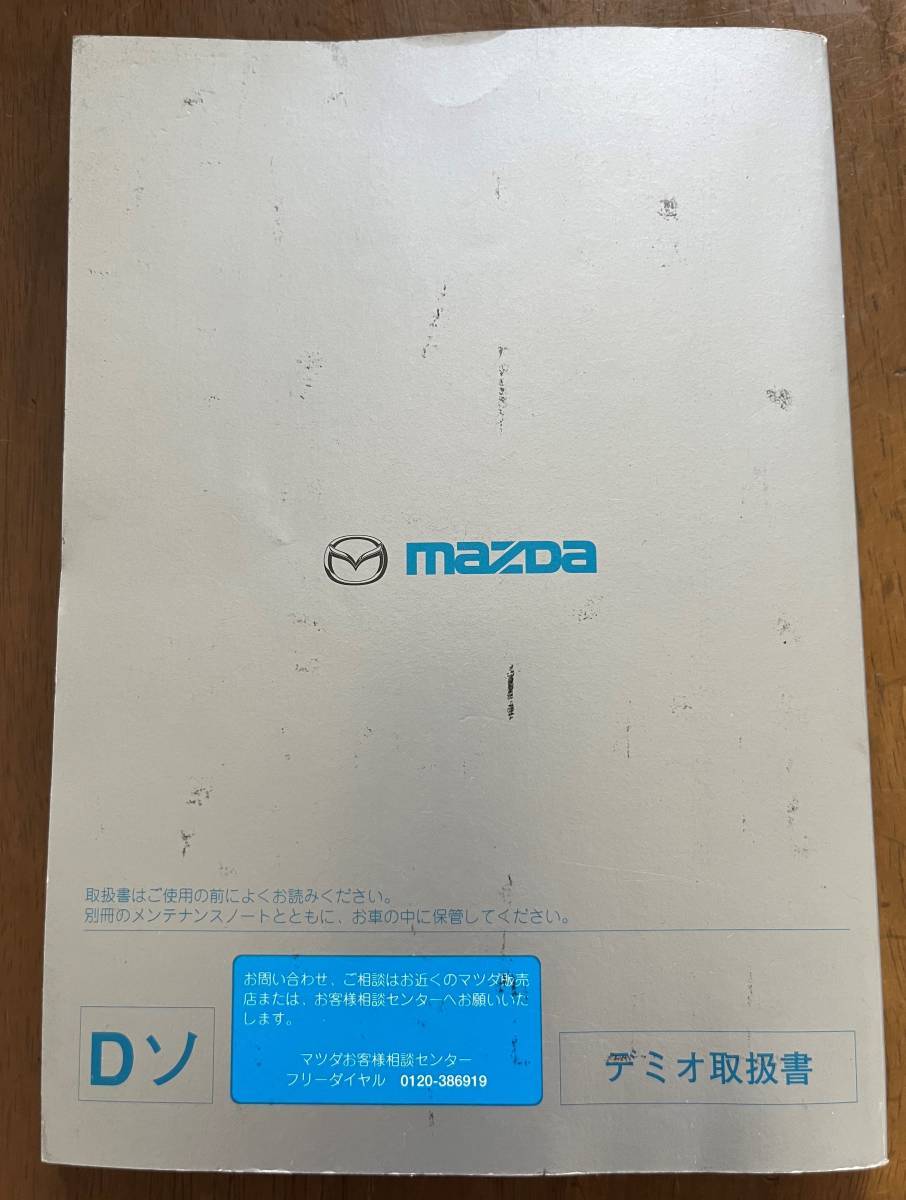 mazda
取扱書はご使用の前によくお読みください。
別冊のメンテナンスノートとともに、お車の中に保管してください。
お問い合わせ、ご相談はお近くのマツダ販売
店または、お客様相談センターへお願いいた
します。
マツダお客様相談センター
フリーダイヤル 0120-386919
Dソ
デミオ取扱書